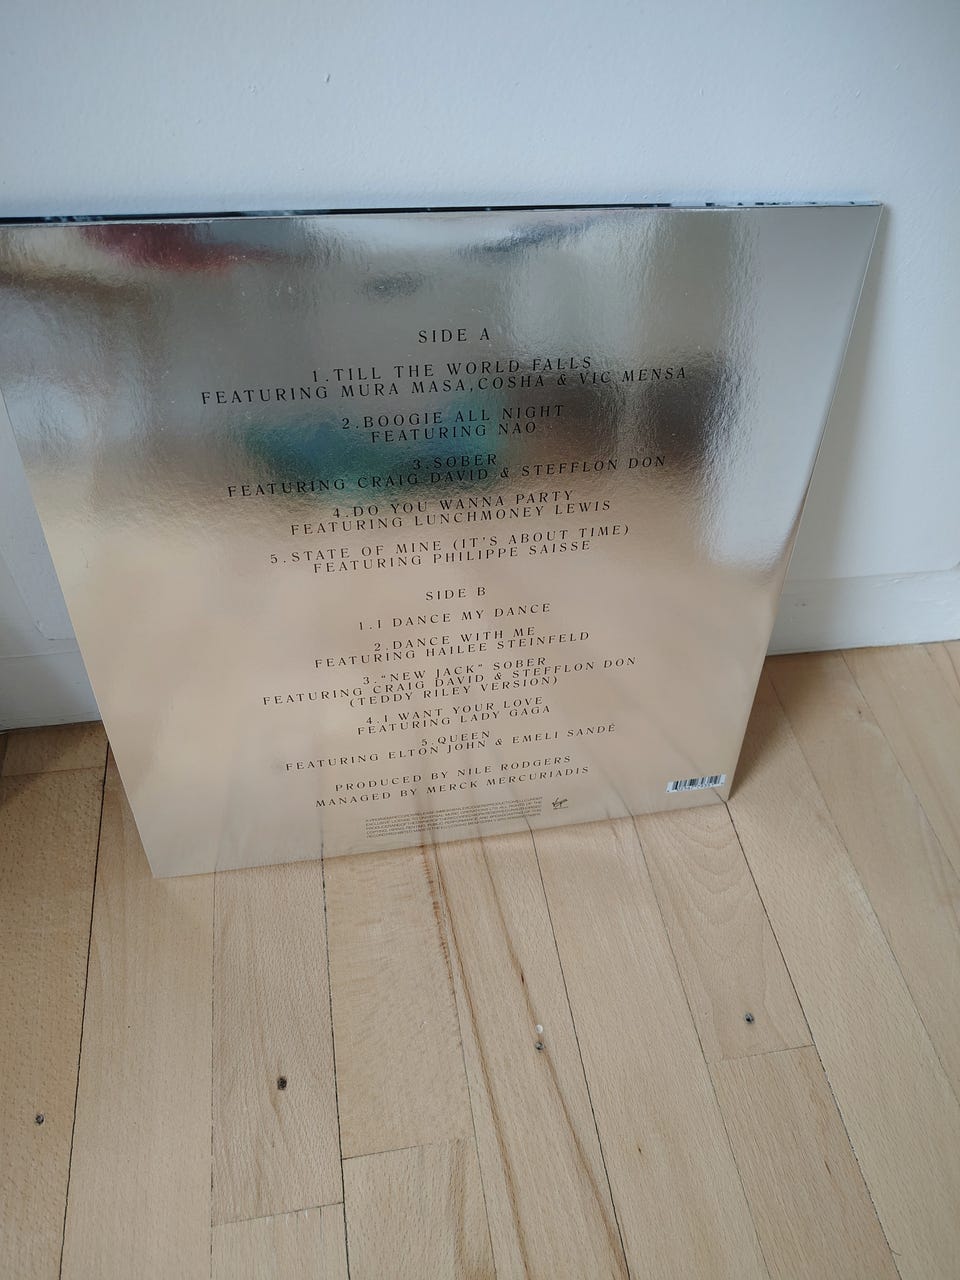 SIDE A
1.TILL THE WORLD FALLS
FEATURING MURA MASA,COSHA & VIC MENSA
2.BOOGIE ALL NIGHT
FEATURING NAO
3.SOBER
FEATURING CRAIG DAVID & STEFFLON DON
4.DO YOU WANNA PARTY
FEATURING LUNCHMONEY LEWIS
5.STATE OF MINE (IT'S ABOUT TIME)
FEATURING PHILIPPE SAISSE
SIDE B
1.I DANCE MY DANCE
2.DANCE WITH ME
FEATURING HAILEE STEINFELD
3."NEW JACK" SOBER
FEATURING CRAIG DAVID & STEFFLON DON
(TEDDY RILEY VERSION)
4.I WANT YOUR LOVE
FEATURING LADY GAGA
5.QUEEN
FEATURING ELTON JOHN & EMELI SANDÉ
PRODUCED BY NILE RODGERS
MANAGED BY MERCK MERCURIADIS
Virgin